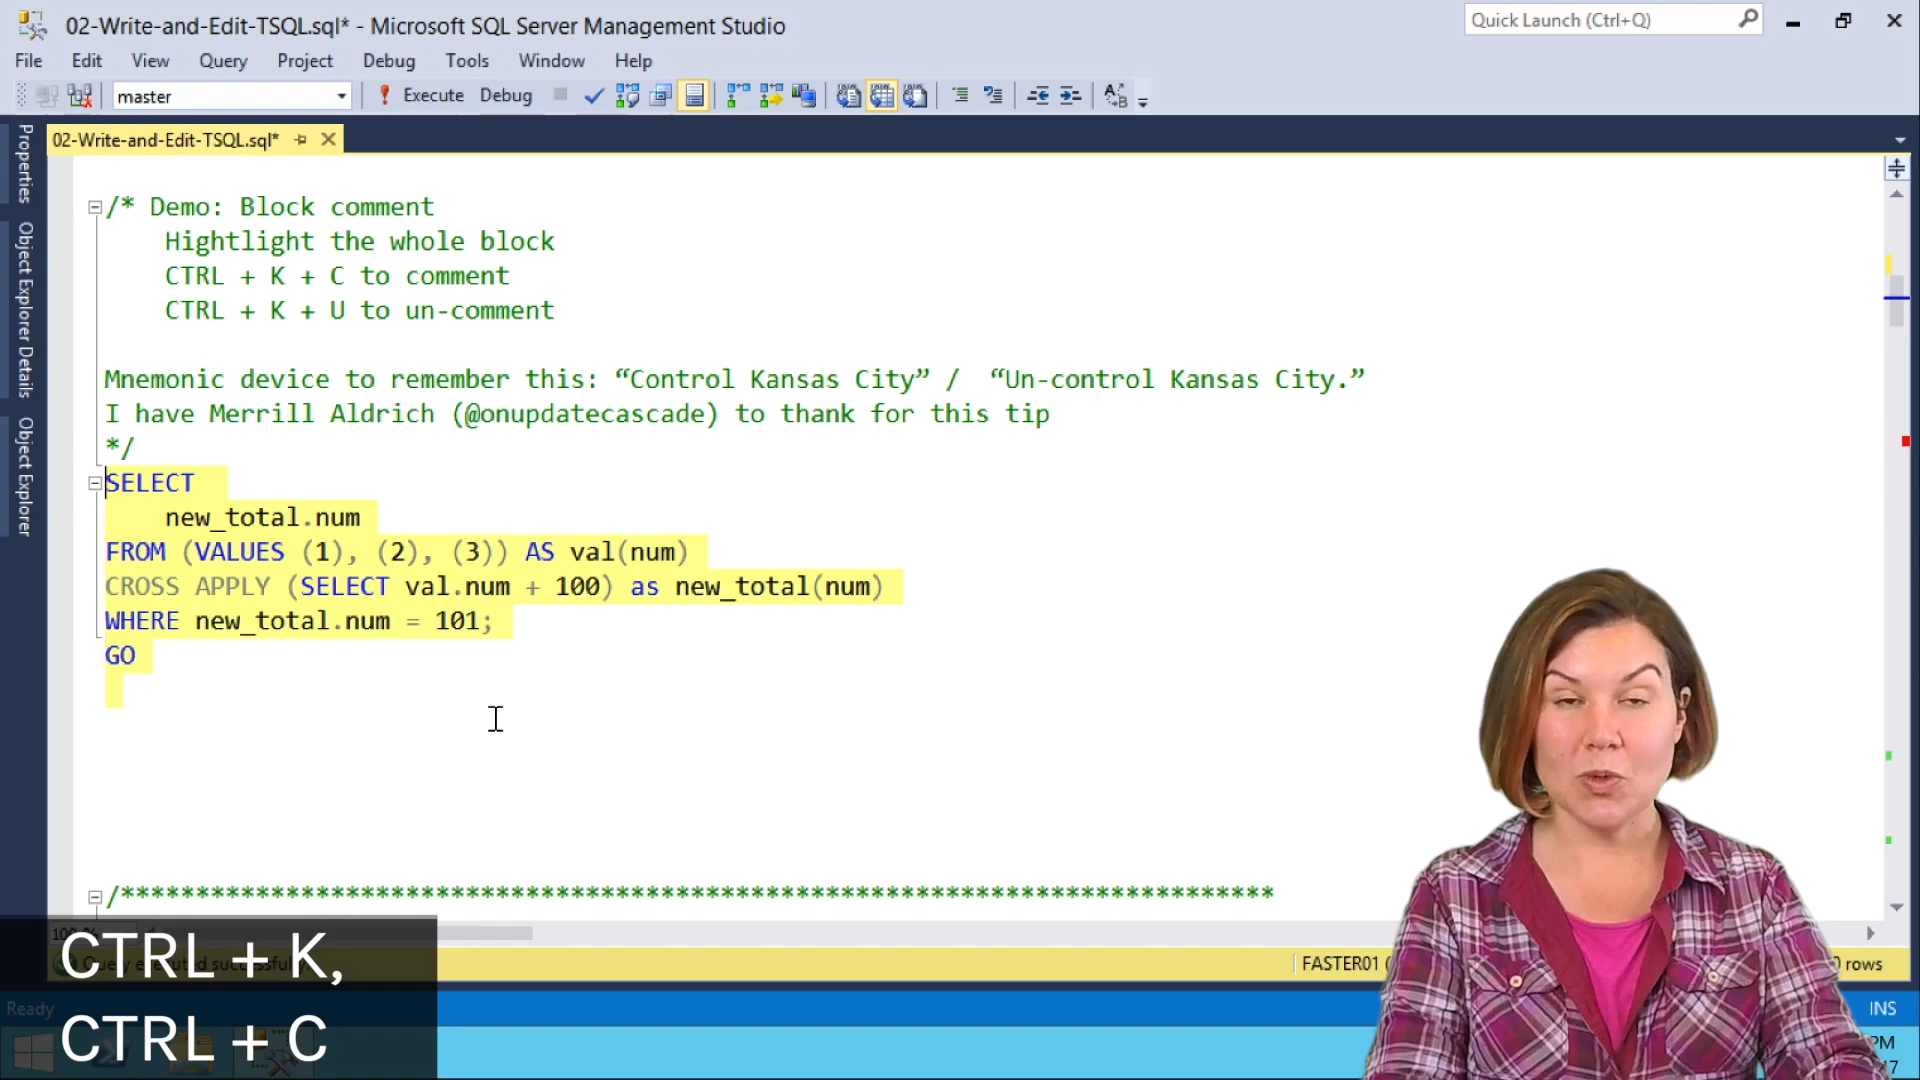 02-Write-and-Edit-TSQL.sql* - Microsoft SQL Server Management Studio
Quick Launch (Ctrl+Q)
File Edit View Query Project Debug Tools Window Help
master
Execute Debug
02-Write-and-Edit-TSQL.sql*
Properties
Object Explorer Details
Object Explorer
/* Demo: Block comment
Hightlight the whole block
CTRL + K + C to comment
CTRL + K + U to un-comment
Mnemonic device to remember this: “Control Kansas City” / “Un-control Kansas City.”
I have Merrill Aldrich (@onupdatecascade) to thank for this tip
*/
SELECT
new_total.num
FROM (VALUES (1), (2), (3)) AS val(num)
CROSS APPLY (SELECT val.num + 100) as new_total(num)
WHERE new_total.num = 101;
GO
/*****************************************************************************
Query executed successfully.
FASTER01 (
rows
Ready
INS
PM
CTRL + K,
CTRL + C